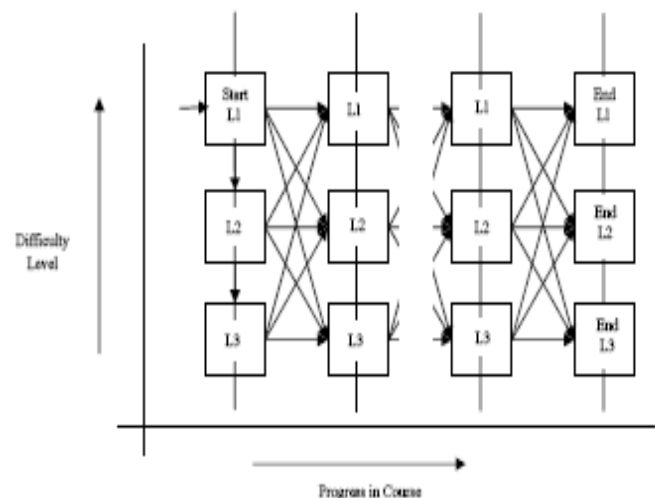 Start
L1
L1
L1
End
L1
Difficulty
Level
L2
L2
L2
End
L2
L3
L3
L3
End
L3
Progress in Course